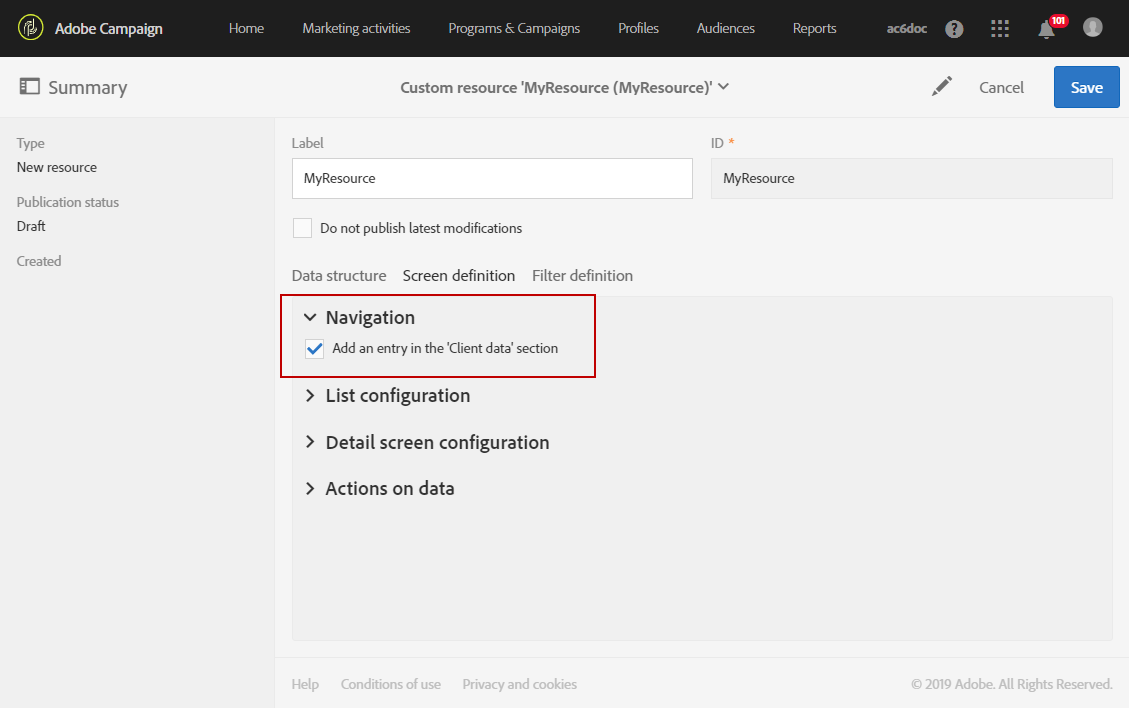 Adobe Campaign Home Marketing activities Programs & Campaigns Profiles Audiences Reports ac6doc ? 101
Summary Custom resource 'MyResource (MyResource)' Cancel Save
Type
New resource
Publication status
Draft
Created
Label ID *
MyResource MyResource
Do not publish latest modifications
Data structure Screen definition Filter definition
Navigation
Add an entry in the 'Client data' section
List configuration
Detail screen configuration
Actions on data
Help Conditions of use Privacy and cookies © 2019 Adobe. All Rights Reserved.